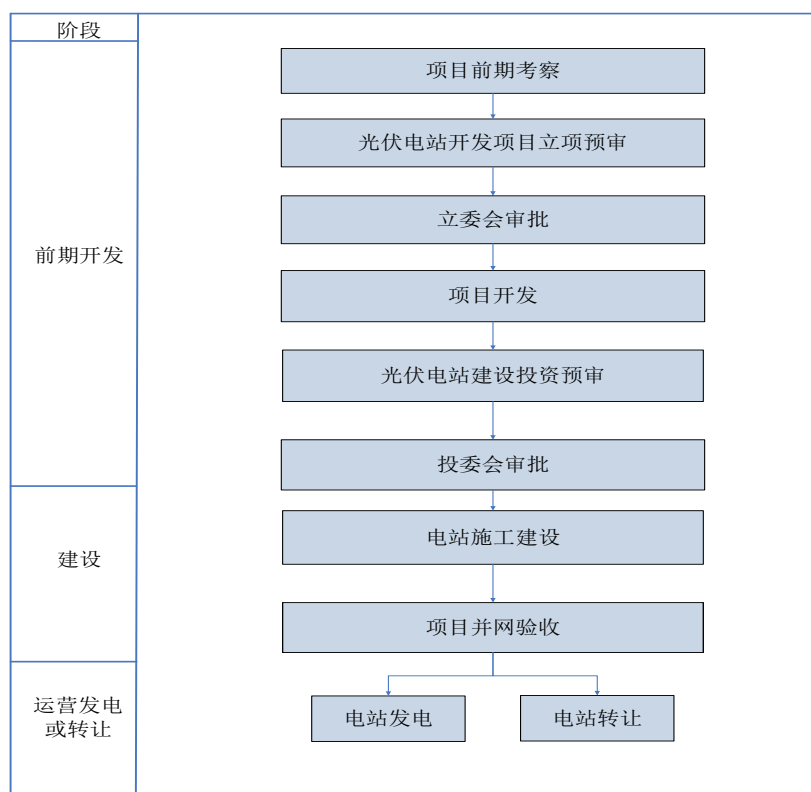 阶段
项目前期考察
光伏电站开发项目立项预审
立委会审批
前期开发
项目开发
光伏电站建设投资预审
投委会审批
电站施工建设
建设
项目并网验收
运营发电
或转让
电站发电
电站转让